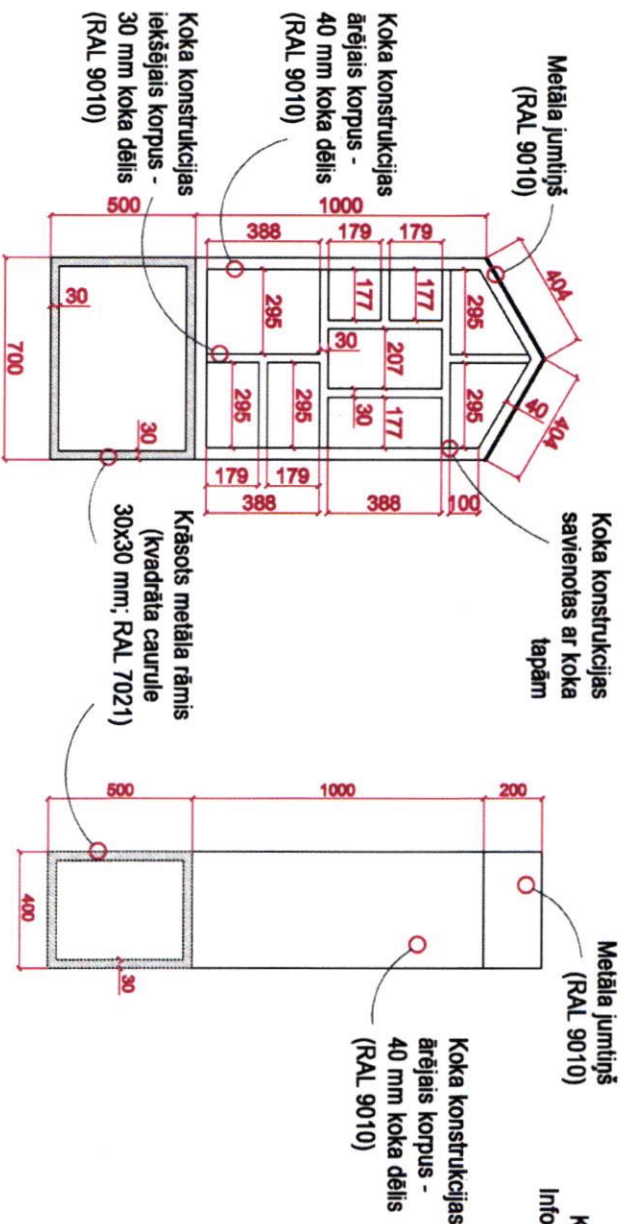 Metāla jumtiņš
(RAL 9010)
Koka konstrukcijas
ārējais korpus -
40 mm koka dēlis
(RAL 9010)
Koka konstrukcijas
iekšējais korpus -
30 mm koka dēlis
(RAL 9010)
404
404
40
1000
500
388
179
179
295
295
177
177
207
30
30
177
295
295
295
30
30
700
100
388
388
179
179
Koka konstrukcijas
savienotas ar koka
tapām
Krāsots metāla rāmis
(kvadrāta caurule
30x30 mm; RAL 7021)
200
1000
500
400
30
Metāla jumtiņš
(RAL 9010)
Koka konstrukcijas
ārējais korpus -
40 mm koka dēlis
(RAL 9010)
K
Info